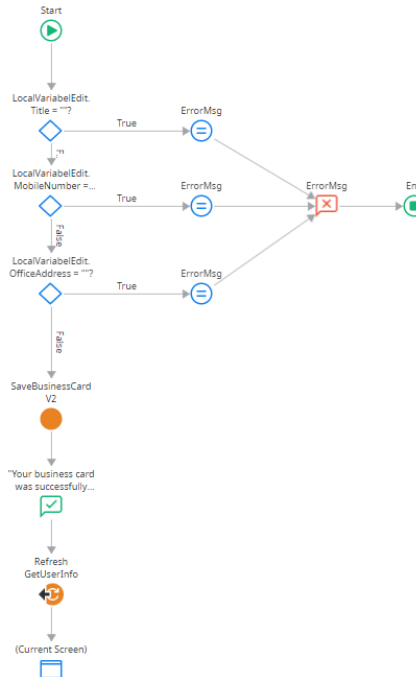 Start
LocalVariabelEdit.
Title = ""?
True
ErrorMsg
F..
LocalVariabelEdit.
MobileNumber =...
True
ErrorMsg
ErrorMsg
En
False
LocalVariabelEdit.
OfficeAddress = ""?
True
ErrorMsg
False
SaveBusinessCard
V2
"Your business card
was successfully...
Refresh
GetUserInfo
(Current Screen)